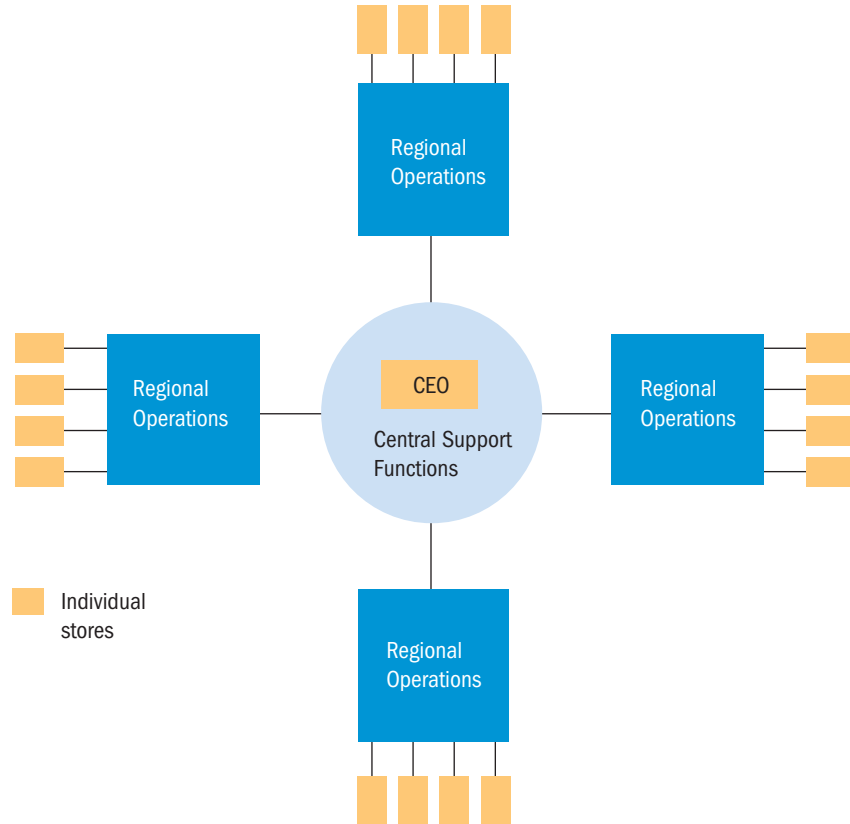 Regional
Operations
Regional
Operations
CEO
Central Support
Functions
Regional
Operations
Individual
stores
Regional
Operations